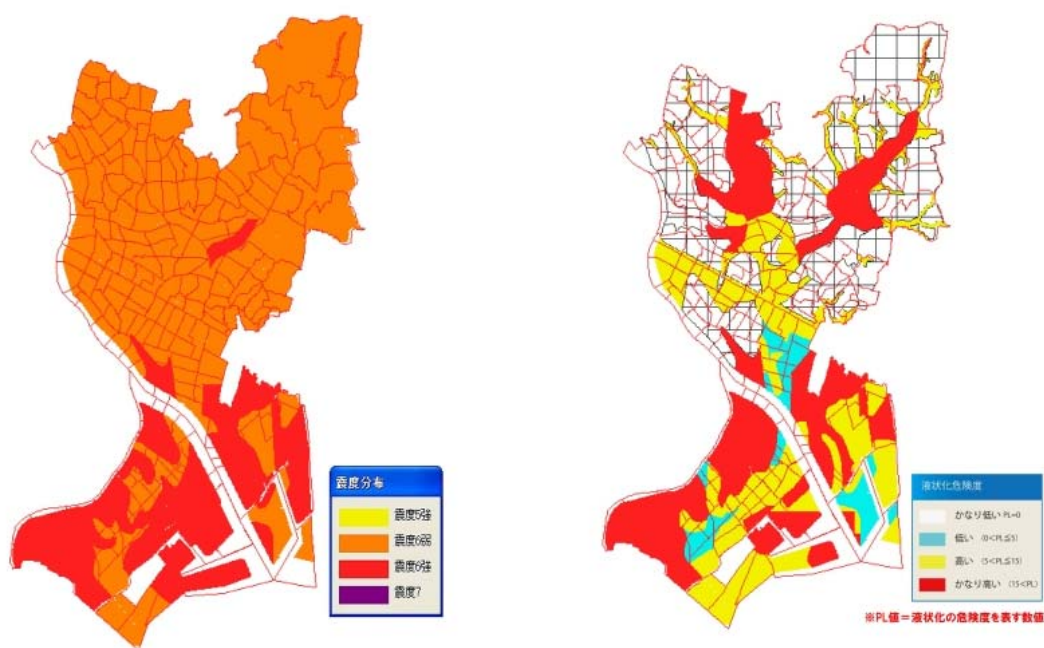 震度分布
震度5強
震度6弱
震度6強
震度7
液状化危険度
かなり低い PL=0
低い (0<PL≦5)
高い (5<PL≦15)
かなり高い (15<PL)
※PL値=液状化の危険度を表す数値